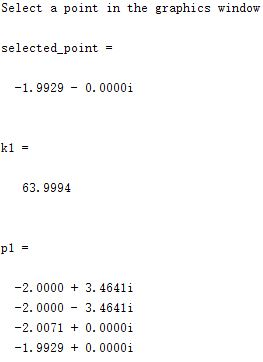 Select a point in the graphics window
selected_point =
-1.9929 - 0.0000i
k1 =
63.9994
p1 =
-2.0000 + 3.4641i
-2.0000 - 3.4641i
-2.0071 + 0.0000i
-1.9929 + 0.0000i